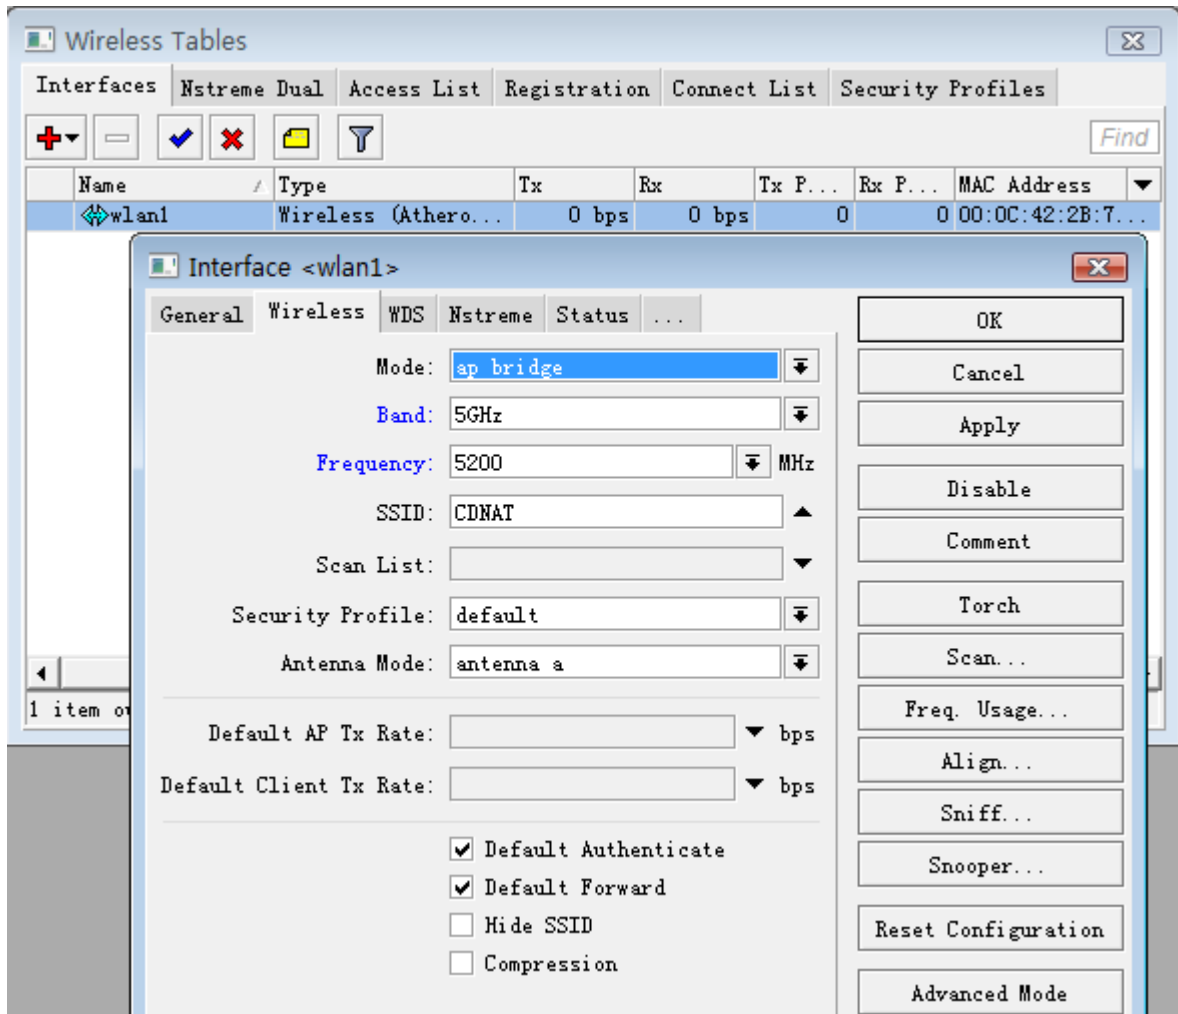 Wireless Tables
Interfaces Nstreme Dual Access List Registration Connect List Security Profiles
Find
Name Type Tx Rx Tx P... Rx P... MAC Address
wlan1 Wireless (Athero... 0 bps 0 bps 0 0 00:0C:42:2B:7...
Interface <wlan1>
General Wireless WDS Nstreme Status ...
OK
Mode: ap bridge
Cancel
Band: 5GHz
Apply
Frequency: 5200 MHz
Disable
SSID: CDNAT
Comment
Scan List:
Security Profile: default
Torch
Antenna Mode: antenna a
Scan...
1 item
Freq. Usage...
Default AP Tx Rate: bps
Align...
Default Client Tx Rate: bps
Sniff...
Default Authenticate
Snooper...
Default Forward
Hide SSID
Reset Configuration
Compression
Advanced Mode